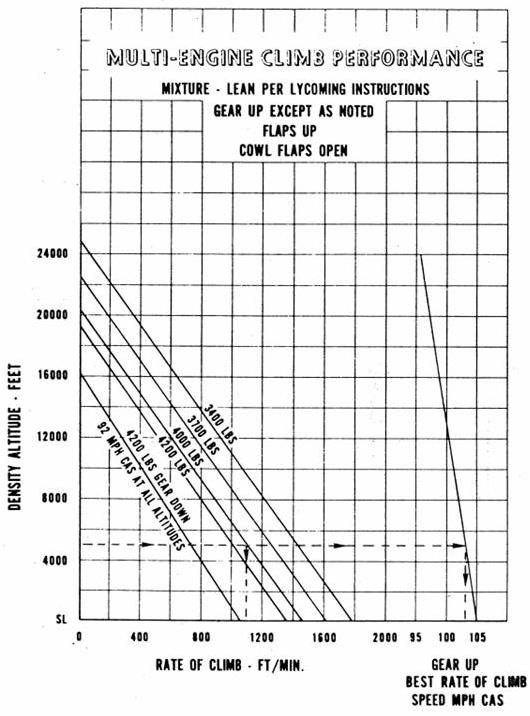 MULTI-ENGINE CLIMB PERFORMANCE
MIXTURE - LEAN PER LYCOMING INSTRUCTIONS
GEAR UP EXCEPT AS NOTED
FLAPS UP
COWL FLAPS OPEN
DENSITY ALTITUDE - FEET
24000
20000
16000
12000
8000
4000
SL
3400 LBS
3700 LBS
4000 LBS
4200 LBS
4200 LBS GEAR DOWN
92 MPH CAS AT ALL ALTITUDES
0 400 800 1200 1600 2000 95 100 105
RATE OF CLIMB - FT/MIN.
GEAR UP
BEST RATE OF CLIMB
SPEED MPH CAS